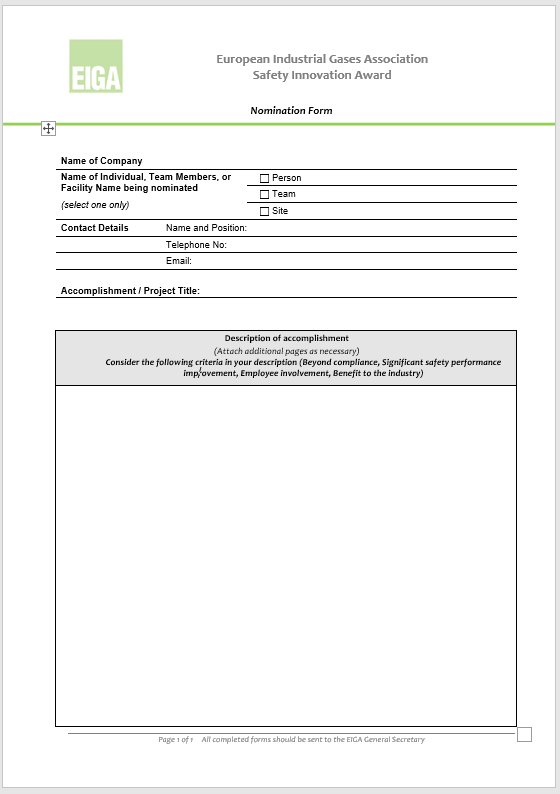 EIGA
European Industrial Gases Association
Safety Innovation Award
Nomination Form
Name of Company
Name of Individual, Team Members, or
Facility Name being nominated
(select one only)
Person
Team
Site
Contact Details
Name and Position:
Telephone No:
Email:
Accomplishment / Project Title:
Description of accomplishment
(Attach additional pages as necessary)
Consider the following criteria in your description (Beyond compliance, Significant safety performance
improvement, Employee involvement, Benefit to the industry)
Page 1 of 1 All completed forms should be sent to the EIGA General Secretary